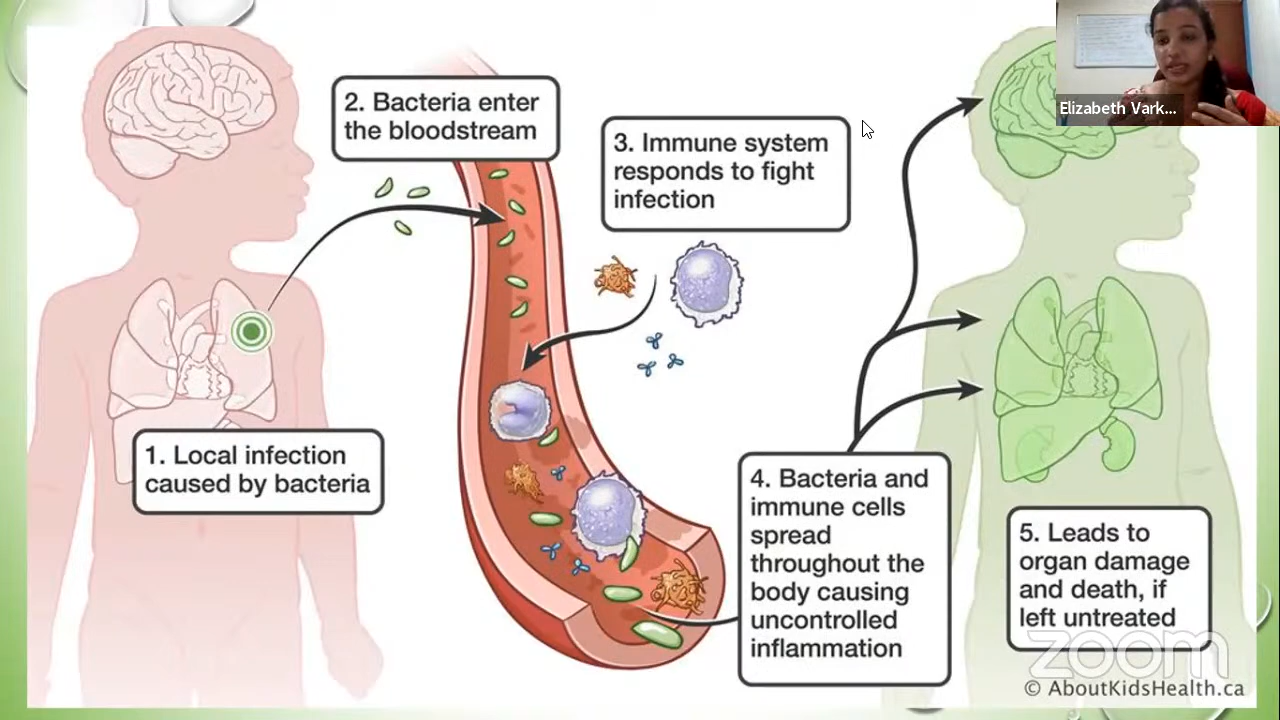 2. Bacteria enter
the bloodstream
3. Immune system
responds to fight
infection
Elizabeth Vark...
1. Local infection
caused by bacteria
4. Bacteria and
immune cells
spread
throughout the
body causing
uncontrolled
inflammation
5. Leads to
organ damage
and death, if
left untreated
zoom
© AboutKidsHealth.ca